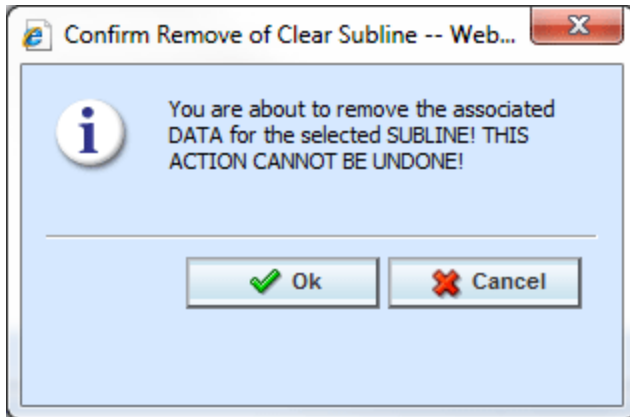 Confirm Remove of Clear Subline -- Web...
You are about to remove the associated
DATA for the selected SUBLINE! THIS
ACTION CANNOT BE UNDONE!
Ok
Cancel